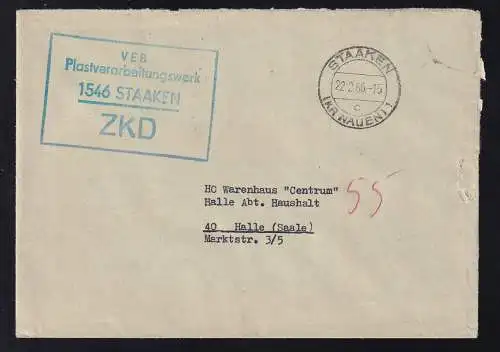 VEB
Plastverarbeitungswerk
1546 STAAKEN
ZKD
STAAKEN
(KR NAUEN) 1
c
HO Warenhaus "Centrum"
Halle Abt. Haushalt
40 Halle (Saale)
Marktstr. 3/5
55